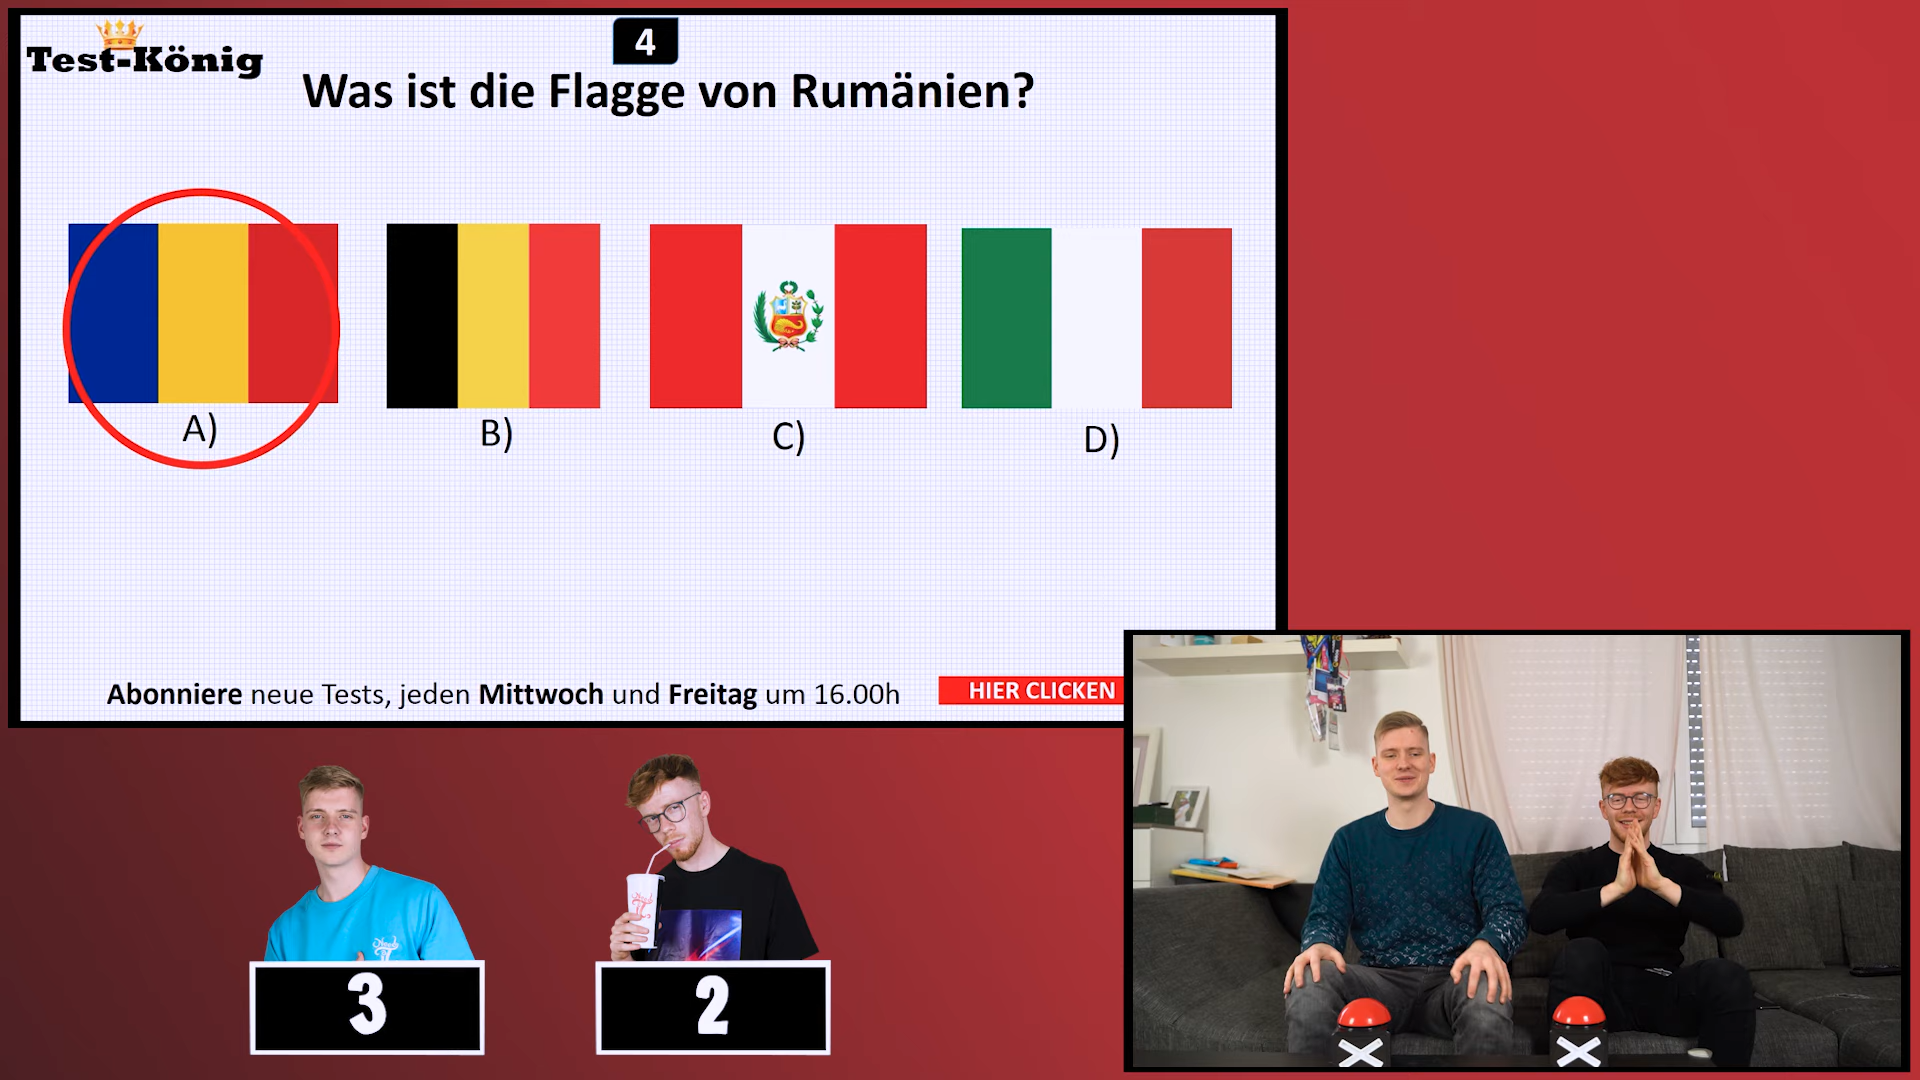 Test-König
4
Was ist die Flagge von Rumänien?
A)
B)
C)
D)
Abonniere neue Tests, jeden Mittwoch und Freitag um 16.00h
HIER CLICKEN
3
2